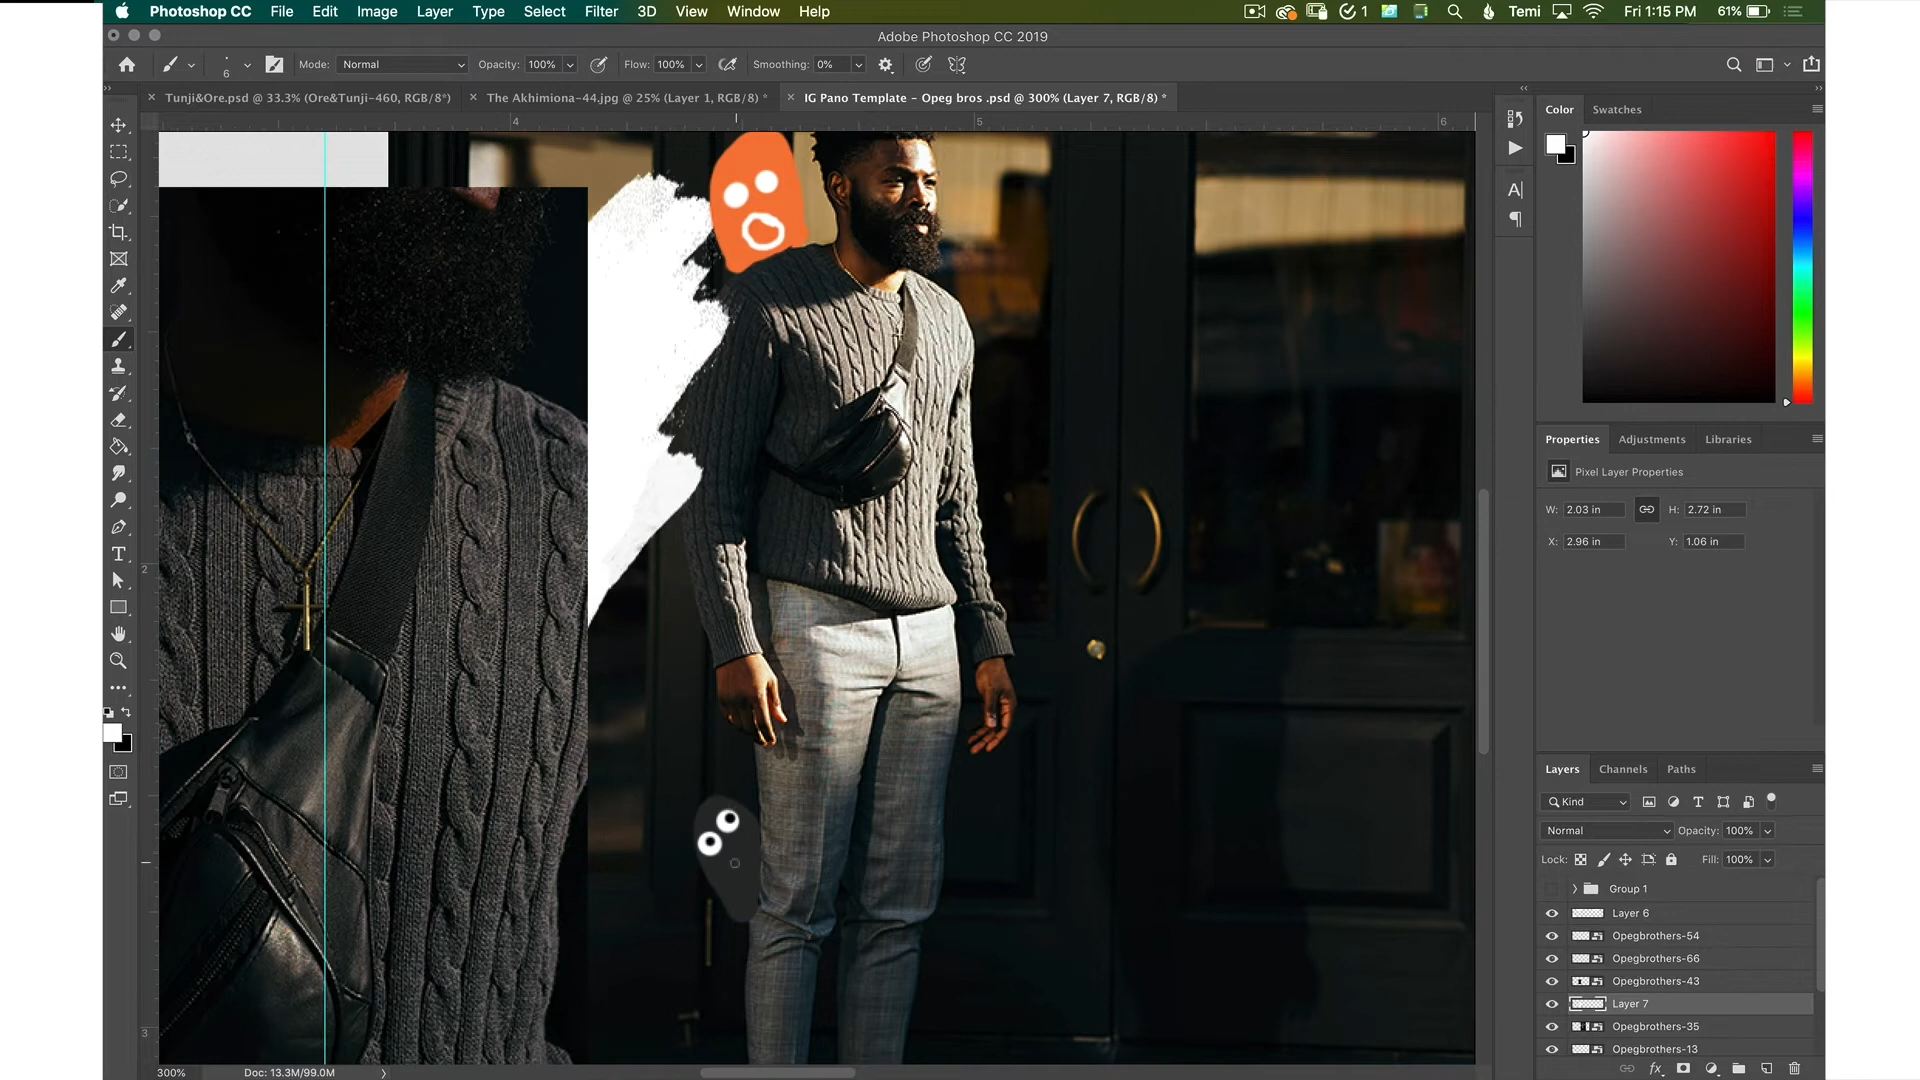 Photoshop CC File Edit Image Layer Type Select Filter 3D View Window Help 1 Temi Fri 1:15 PM 61%
Adobe Photoshop CC 2019
6 Mode: Normal Opacity: 100% Flow: 100% Smoothing: 0%
Tunji&Ore.psd @ 33.3% (Ore&Tunji-460, RGB/8*) The Akhimiona-44.jpg @ 25% (Layer 1, RGB/8) * IG Pano Template - Opeg bros .psd @ 300% (Layer 7, RGB/8) *
4 5 6
2
3
Color Swatches
Properties Adjustments Libraries
Pixel Layer Properties
W: 2.03 in H: 2.72 in
X: 2.96 in Y: 1.06 in
Layers Channels Paths
Kind
Normal Opacity: 100%
Lock: Fill: 100%
Group 1
Layer 6
Opegbrothers-54
Opegbrothers-66
Opegbrothers-43
Layer 7
Opegbrothers-35
Opegbrothers-13
fx
300% Doc: 13.3M/99.0M